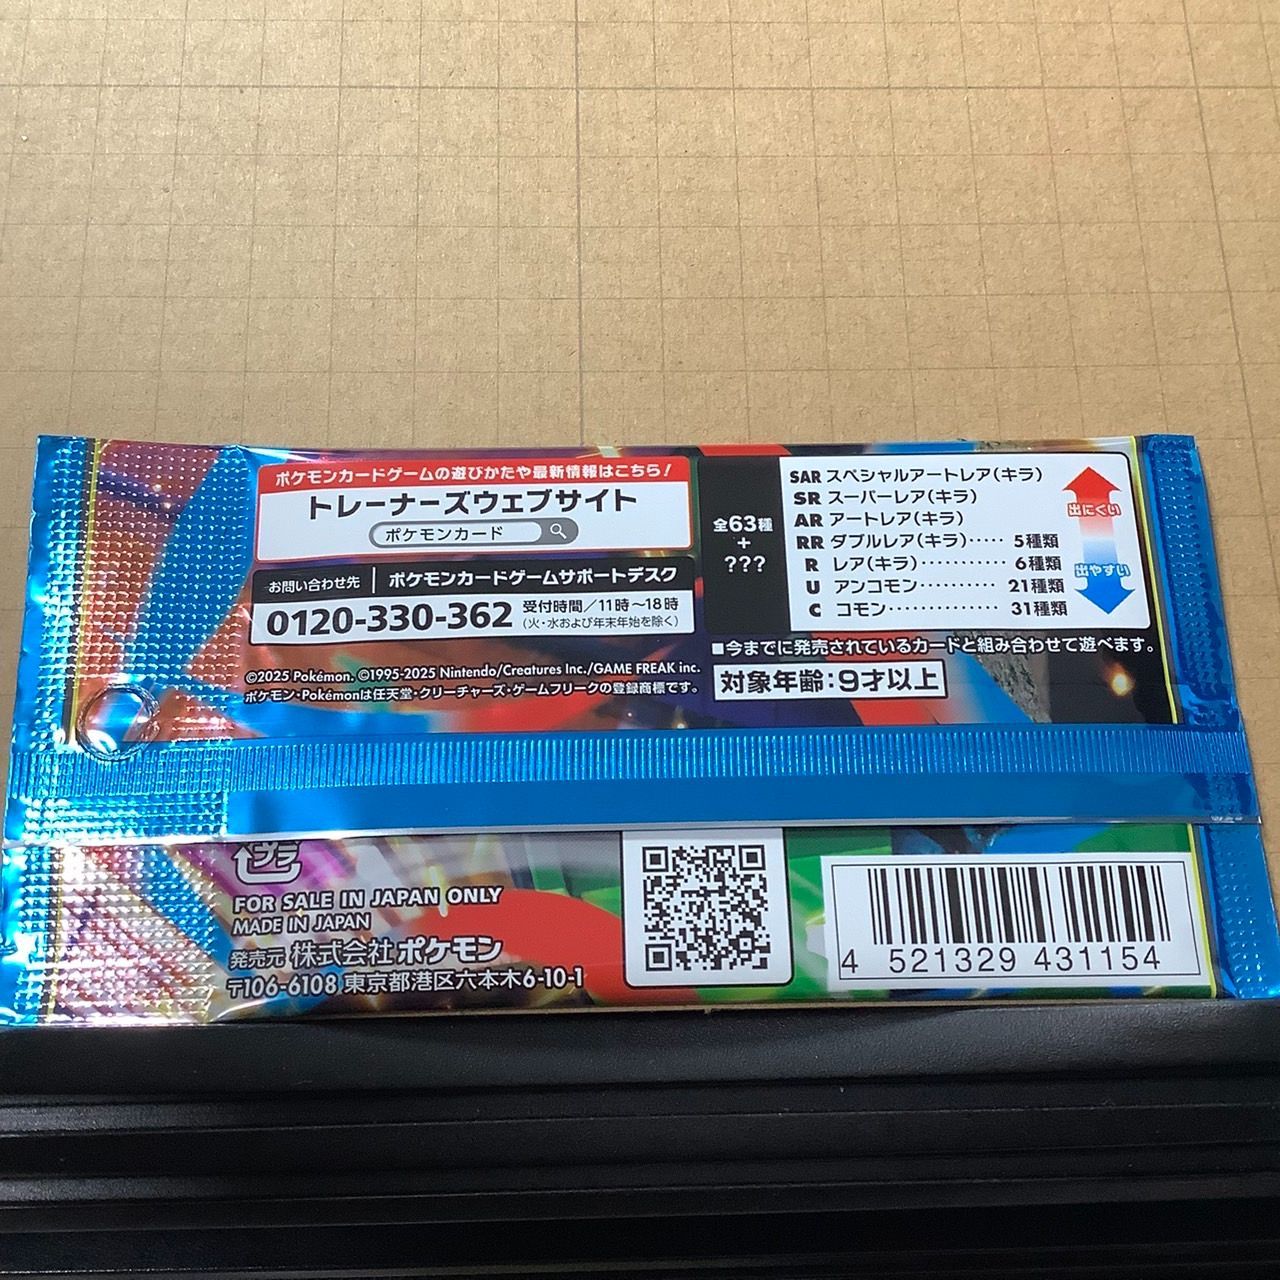 ポケモンカードゲームの遊びかたや最新情報はこちら!
トレーナーズウェブサイト
ポケモンカード
お問い合わせ先 ポケモンカードゲームサポートデスク
0120-330-362 受付時間/11時〜18時
(火・水および年末年始を除く)
©2025 Pokémon. ©1995-2025 Nintendo/Creatures Inc./GAME FREAK inc.
ポケモン・Pokémonは任天堂・クリーチャーズ・ゲームフリークの登録商標です。
全63種
+
???
SAR スペシャルアートレア(キラ)
SR スーパーレア(キラ)
AR アートレア(キラ)
RR ダブルレア(キラ)····· 5種類
R レア(キラ)··········· 6種類
U アンコモン·········· 21種類
C コモン·············· 31種類
出にくい
出やすい
■今までに発売されているカードと組み合わせて遊べます。
対象年齢:9才以上
プラ
FOR SALE IN JAPAN ONLY
MADE IN JAPAN
発売元 株式会社ポケモン
〒106-6108 東京都港区六本木6-10-1
4 521329 431154